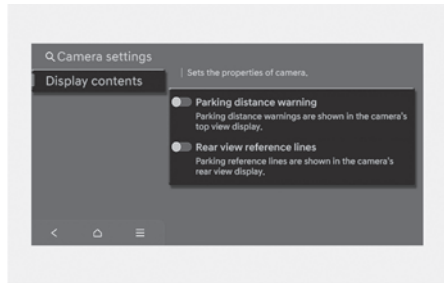 Camera settings
Display contents
Sets the properties of camera.
Parking distance warning
Parking distance warnings are shown in the camera's
top view display.
Rear view reference lines
Parking reference lines are shown in the camera's
rear view display.